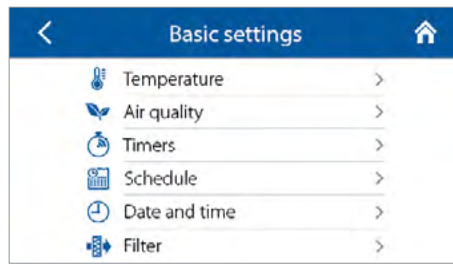 Basic settings
Temperature
Air quality
Timers
Schedule
Date and time
Filter